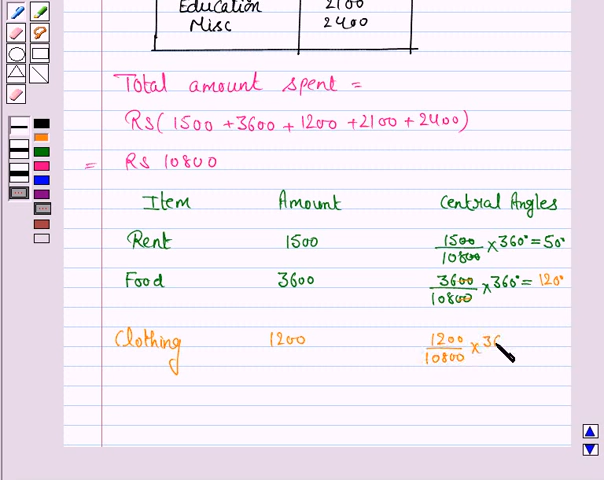 Education 2100
Misc 2400
Total amount spent =
Rs( 1500 +3600 + 1200 +2100 + 2400)
= Rs 10800
Item Amount Central Angles
Rent 1500 1500/10800 × 360° = 50°
Food 3600 3600/10800 × 360° = 120°
Clothing 1200 1200/10800 × 36